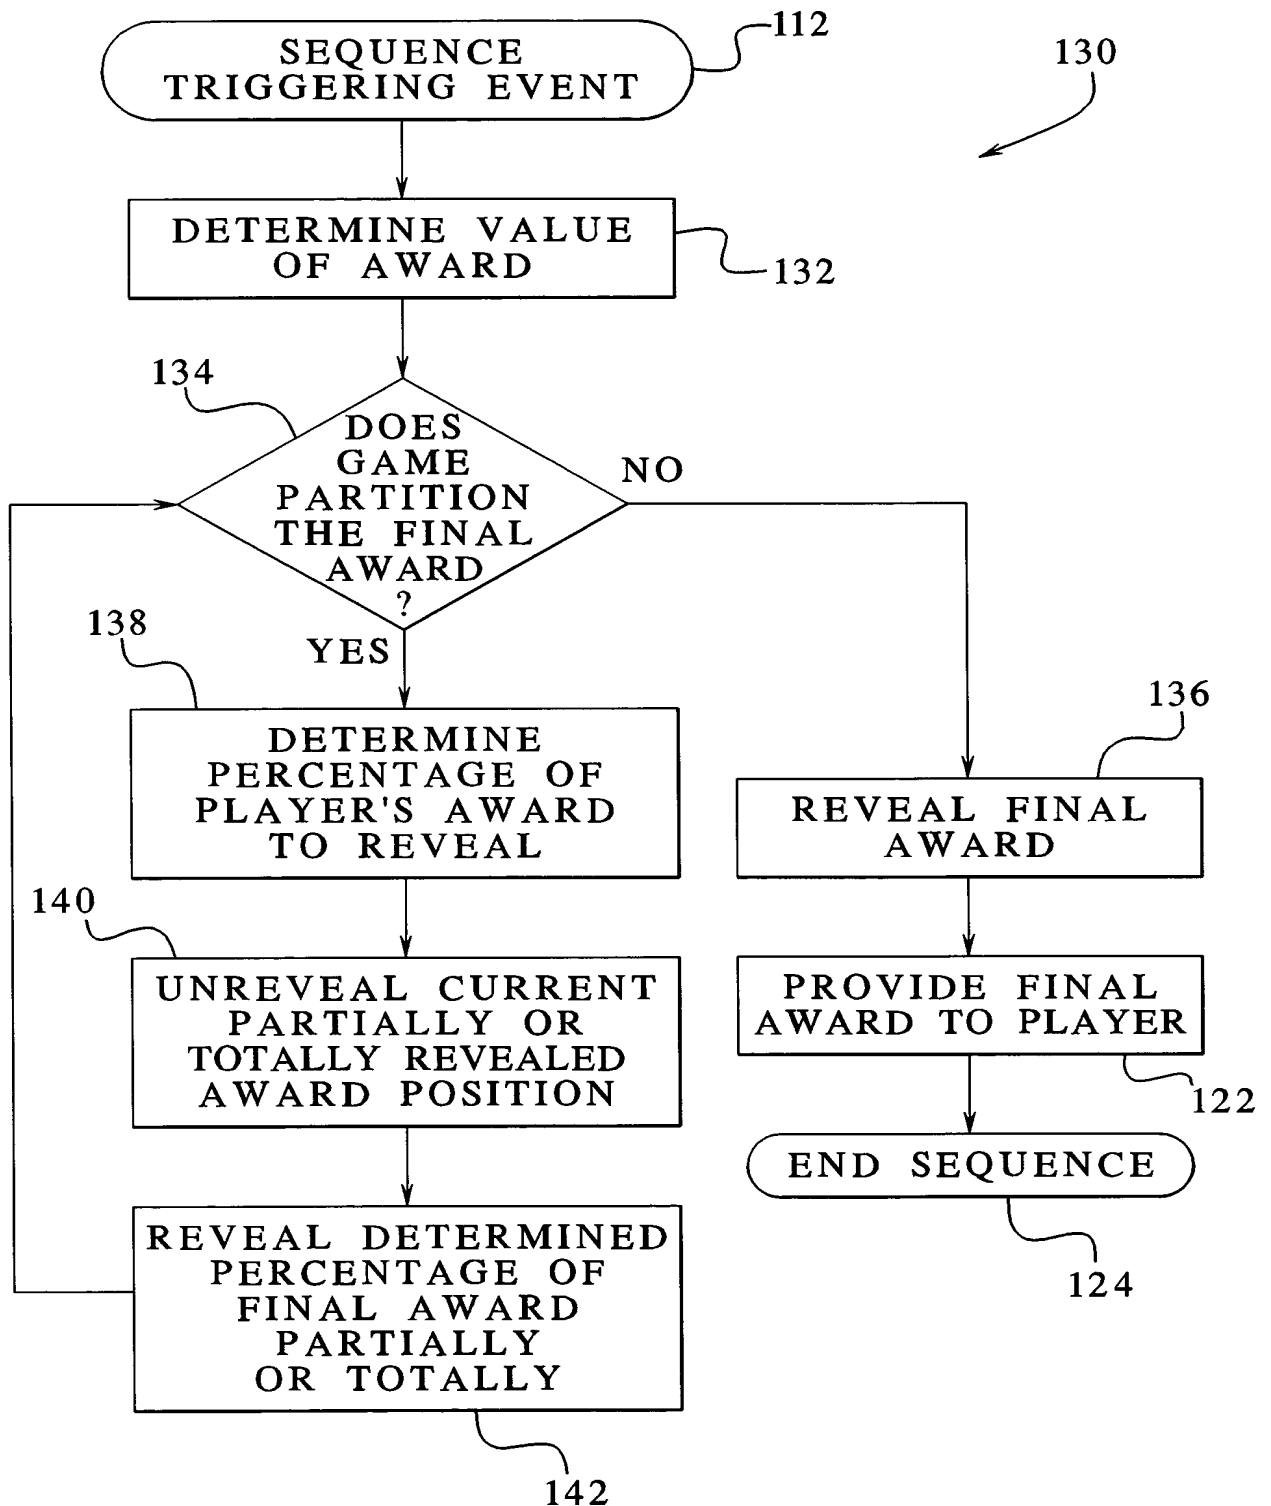 112
SEQUENCE
TRIGGERING EVENT
130
DETERMINE VALUE
OF AWARD
132
134
DOES
GAME
PARTITION
THE FINAL
AWARD
?
NO
YES
138
DETERMINE
PERCENTAGE OF
PLAYER'S AWARD
TO REVEAL
136
REVEAL FINAL
AWARD
140
UNREVEAL CURRENT
PARTIALLY OR
TOTALLY REVEALED
AWARD POSITION
PROVIDE FINAL
AWARD TO PLAYER
122
END SEQUENCE
124
REVEAL DETERMINED
PERCENTAGE OF
FINAL AWARD
PARTIALLY
OR TOTALLY
142